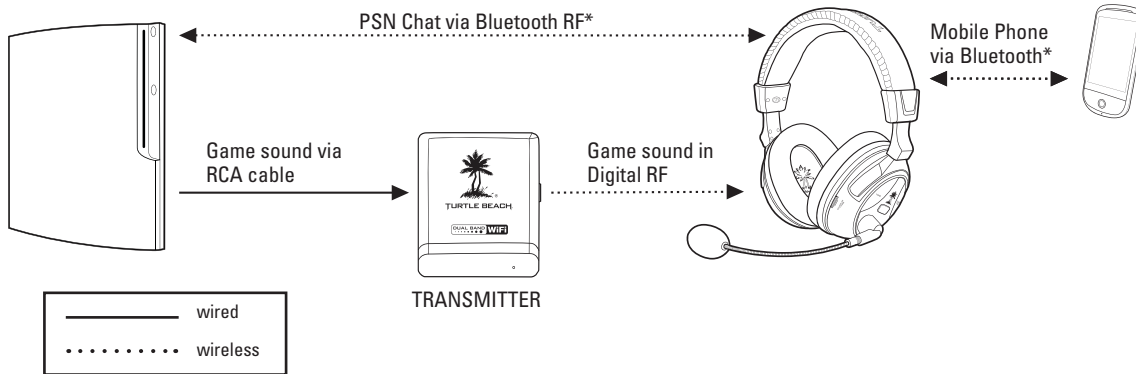 PSN Chat via Bluetooth RF*
Mobile Phone
via Bluetooth*
Game sound via
RCA cable
Game sound in
Digital RF
TURTLE BEACH
DUAL BAND WiFi
TRANSMITTER
wired
wireless